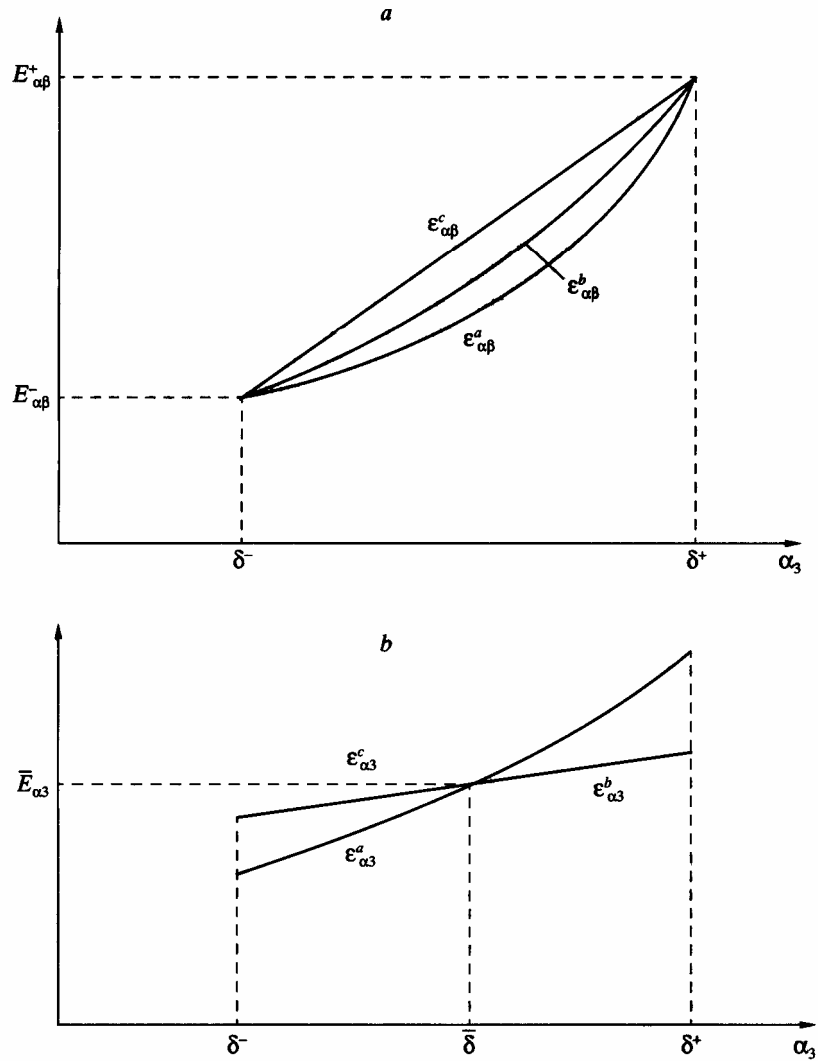 a
E⁺αβ
εᶜαβ
εᵇαβ
εᵃαβ
E⁻αβ
δ⁻ δ⁺ α₃
b
εᶜα3
Ēα3
εᵇα3
εᵃα3
δ⁻ δ̄ δ⁺ α₃